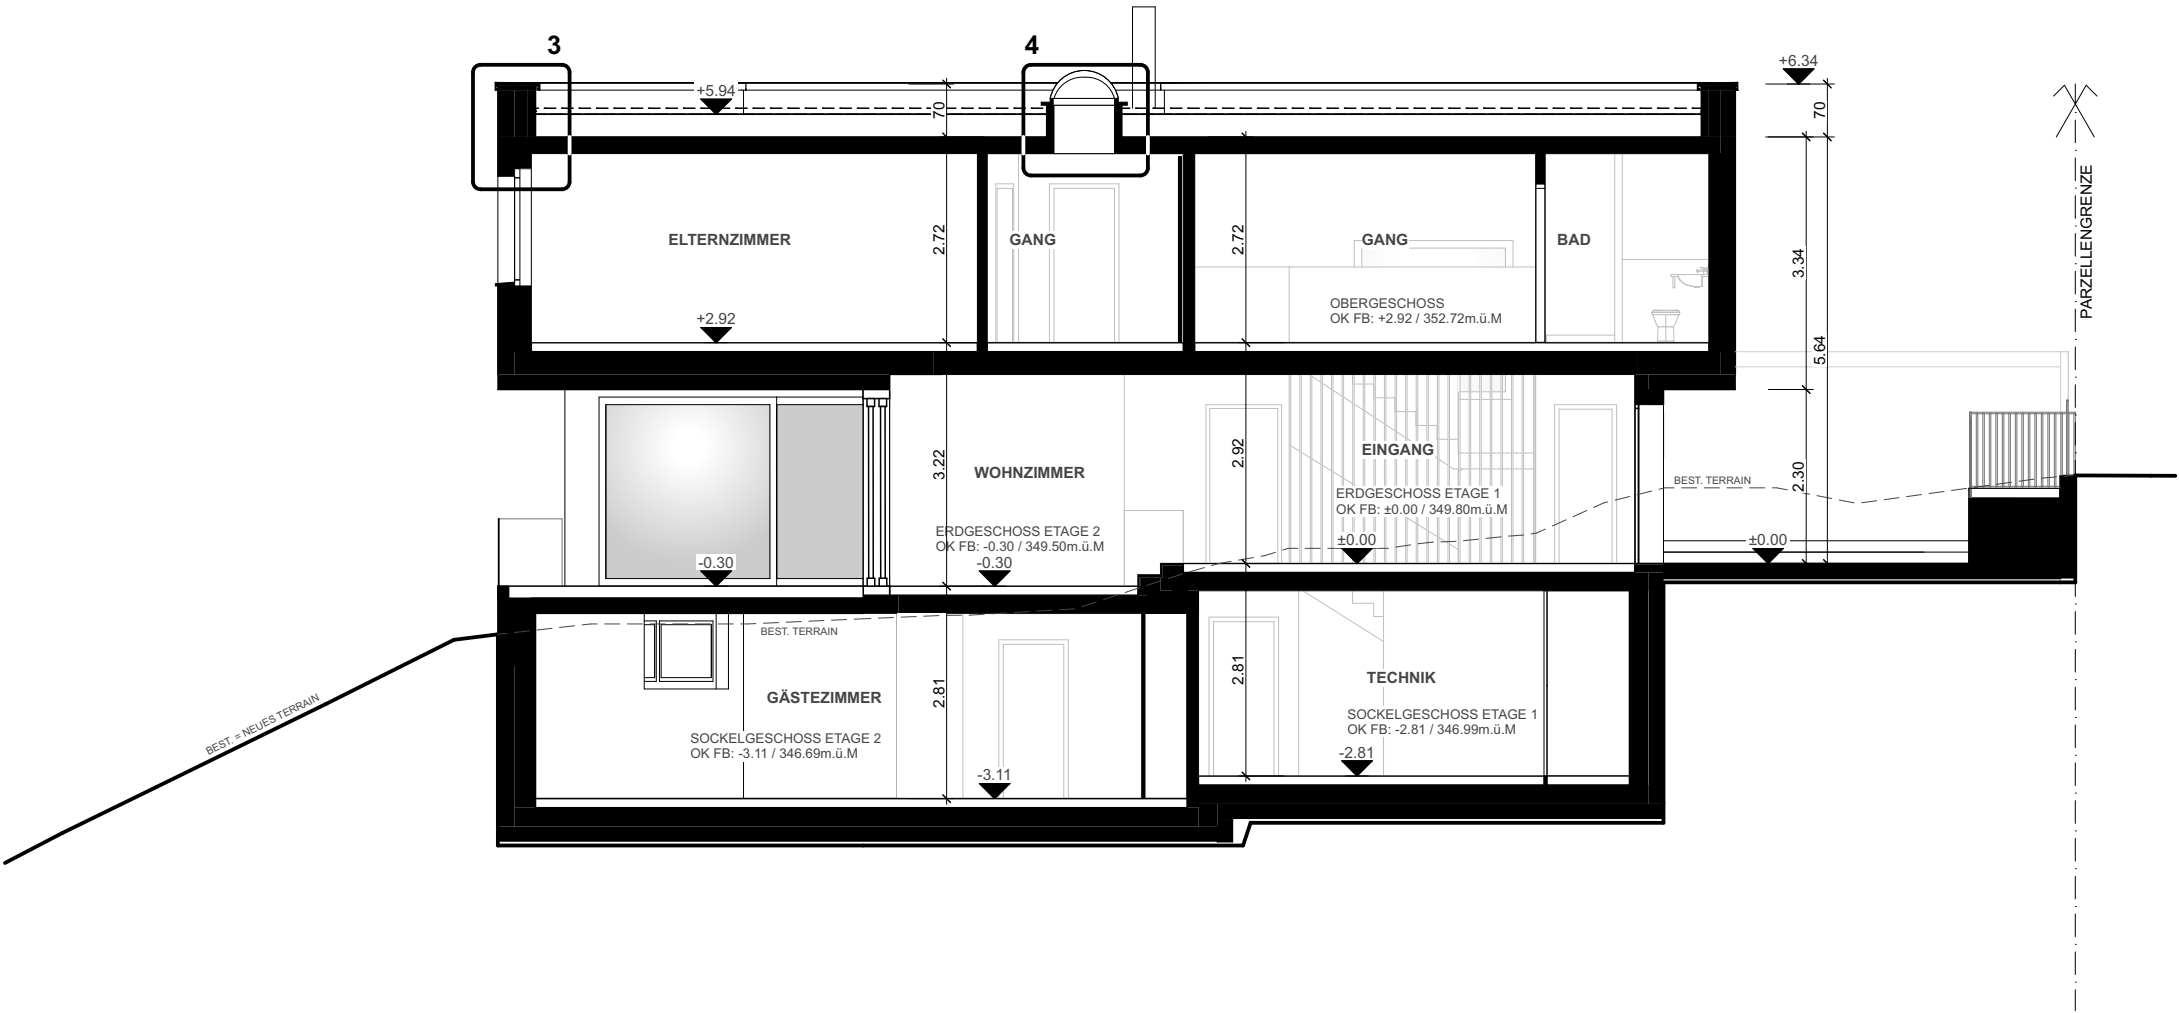 3
4
+6.34
+5.94
70
70
PARZELLENGRENZE
ELTERNZIMMER
2.72
GANG
2.72
GANG
BAD
3.34
OBERGESCHOSS
OK FB: +2.92 / 352.72m.ü.M
+2.92
5.64
WOHNZIMMER
3.22
2.92
EINGANG
2.30
BEST. TERRAIN
ERDGESCHOSS ETAGE 1
OK FB: ±0.00 / 349.80m.ü.M
±0.00
±0.00
ERDGESCHOSS ETAGE 2
OK FB: -0.30 / 349.50m.ü.M
-0.30
-0.30
BEST. TERRAIN
BEST. = NEUES TERRAIN
GÄSTEZIMMER
2.81
2.81
TECHNIK
SOCKELGESCHOSS ETAGE 2
OK FB: -3.11 / 346.69m.ü.M
SOCKELGESCHOSS ETAGE 1
OK FB: -2.81 / 346.99m.ü.M
-2.81
-3.11